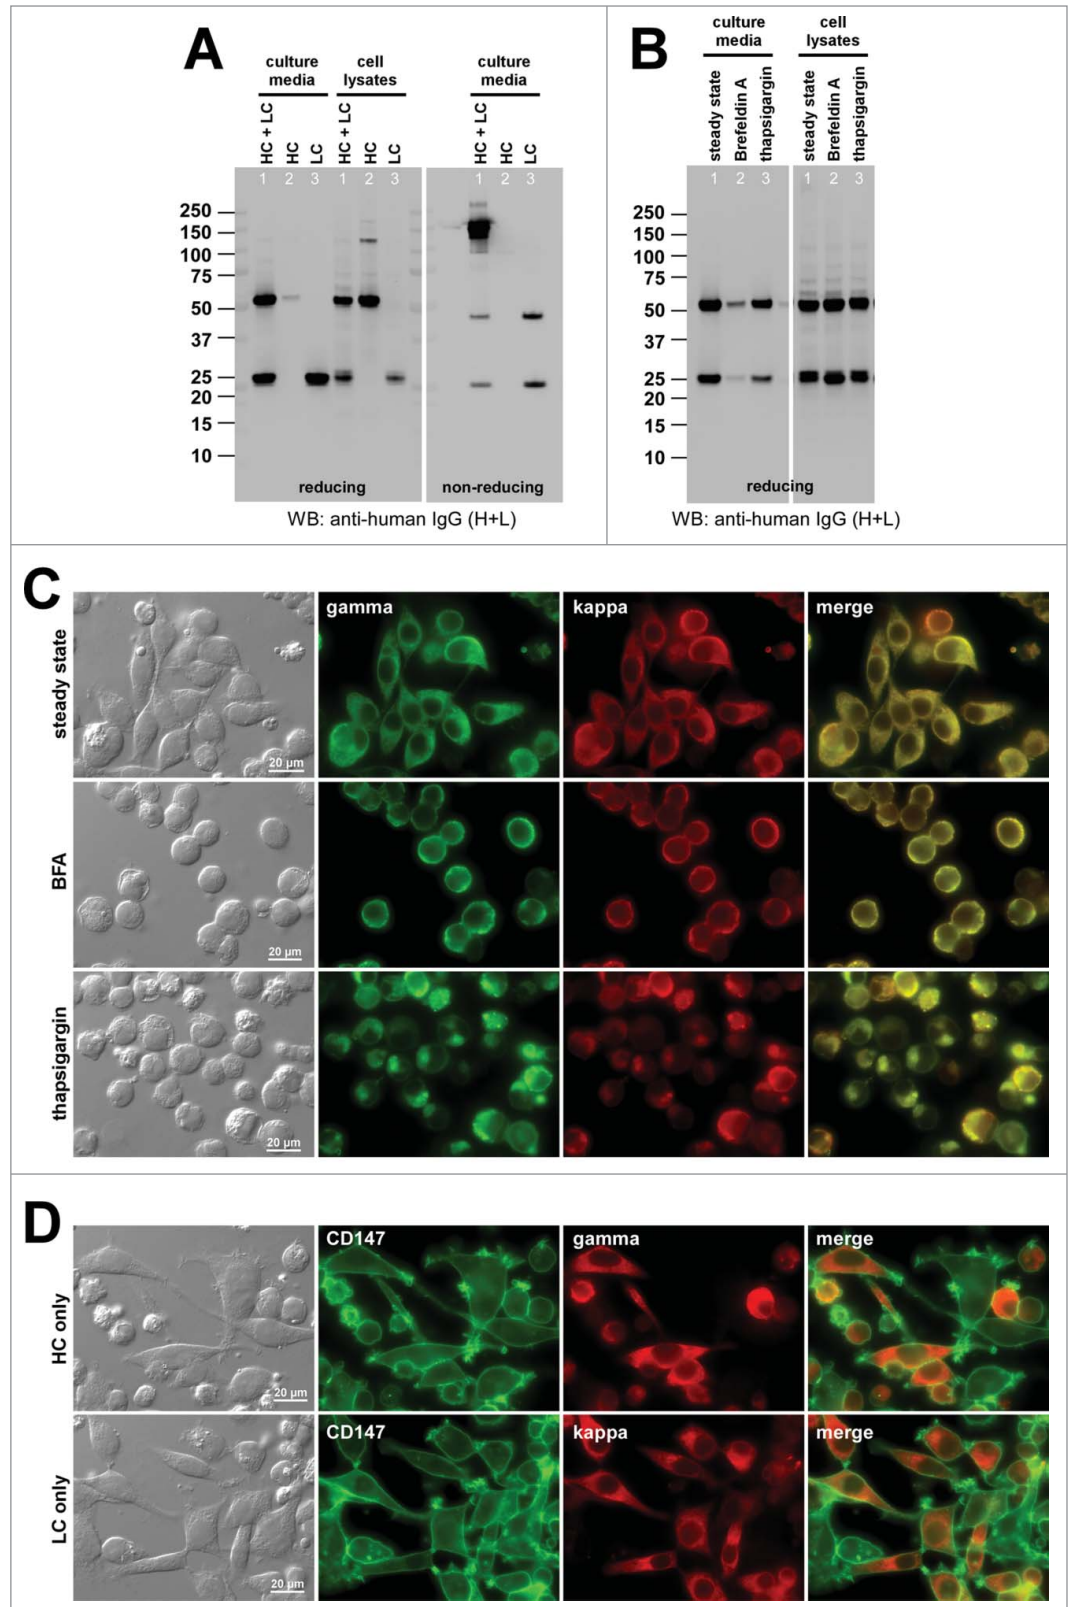 A
culture
media
cell
lysates
culture
media
HC + LC
HC
LC
HC + LC
HC
LC
HC + LC
HC
LC
1 2 3 1 2 3 1 2 3
250
150
100
75
50
37
25
20
15
10
reducing
non-reducing
WB: anti-human IgG (H+L)
B
culture
media
cell
lysates
steady state
Brefeldin A
thapsigargin
steady state
Brefeldin A
thapsigargin
1 2 3 1 2 3
250
150
100
75
50
37
25
20
15
10
reducing
WB: anti-human IgG (H+L)
C
steady state
20 µm
gamma
kappa
merge
BFA
20 µm
thapsigargin
20 µm
D
HC only
20 µm
CD147
gamma
merge
LC only
20 µm
CD147
kappa
merge